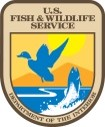 U.S.
FISH & WILDLIFE
SERVICE
DEPARTMENT OF THE INTERIOR